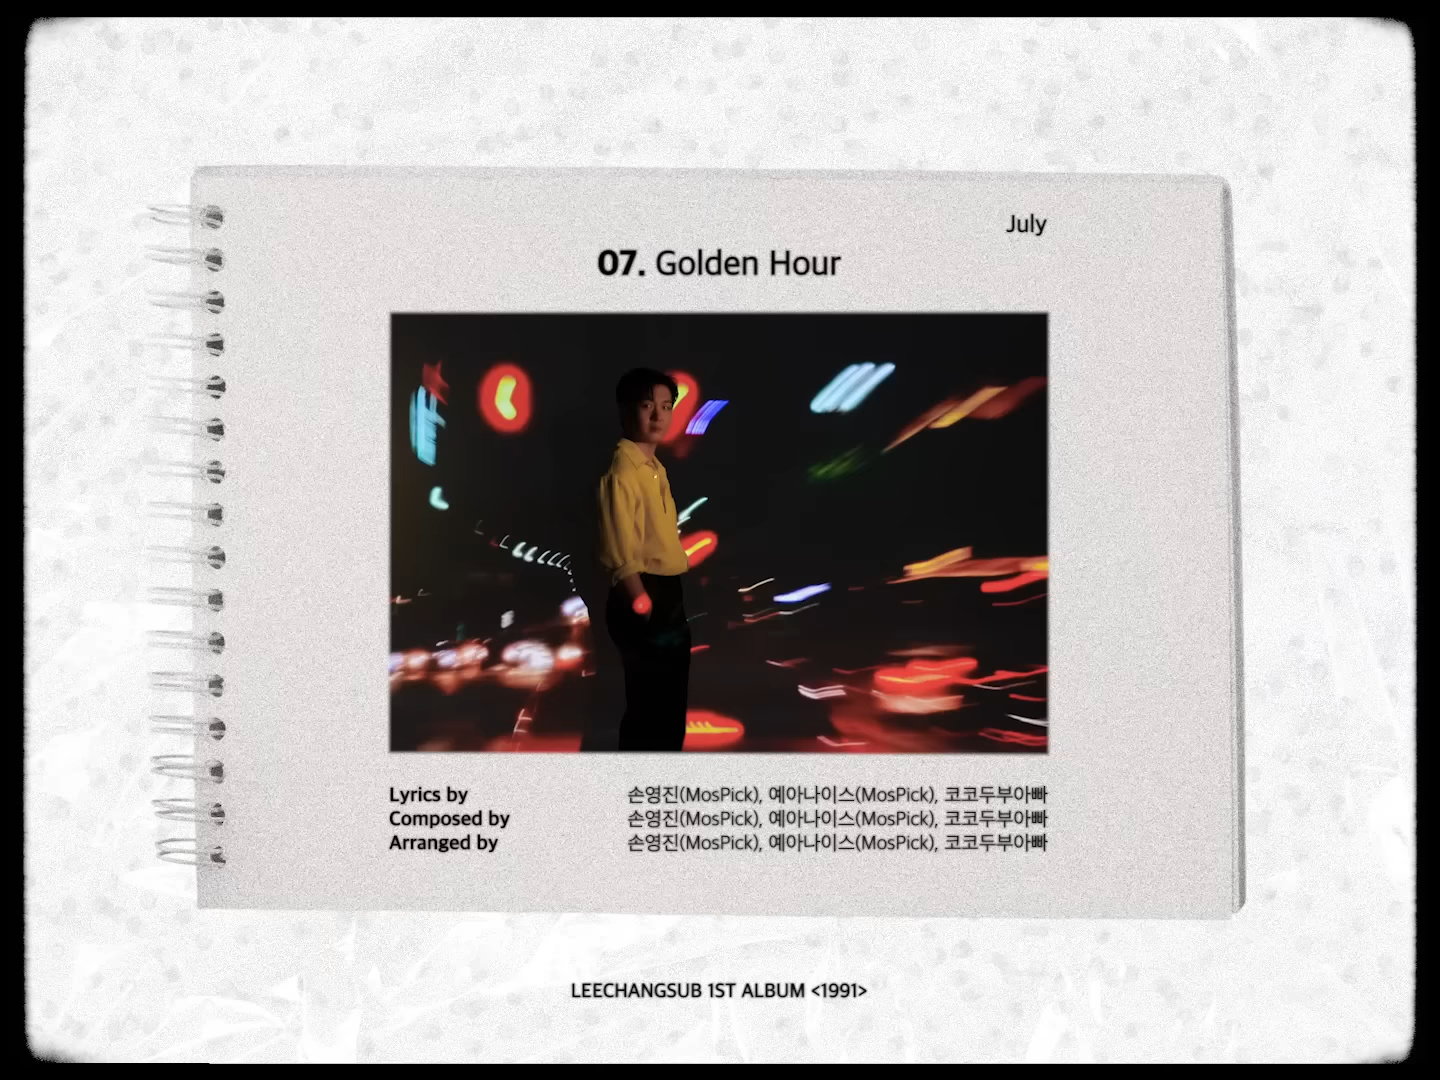 July
07. Golden Hour
Lyrics by 손영진(MosPick), 예아나이스(MosPick), 코코두부아빠
Composed by 손영진(MosPick), 예아나이스(MosPick), 코코두부아빠
Arranged by 손영진(MosPick), 예아나이스(MosPick), 코코두부아빠
LEECHANGSUB 1ST ALBUM <1991>